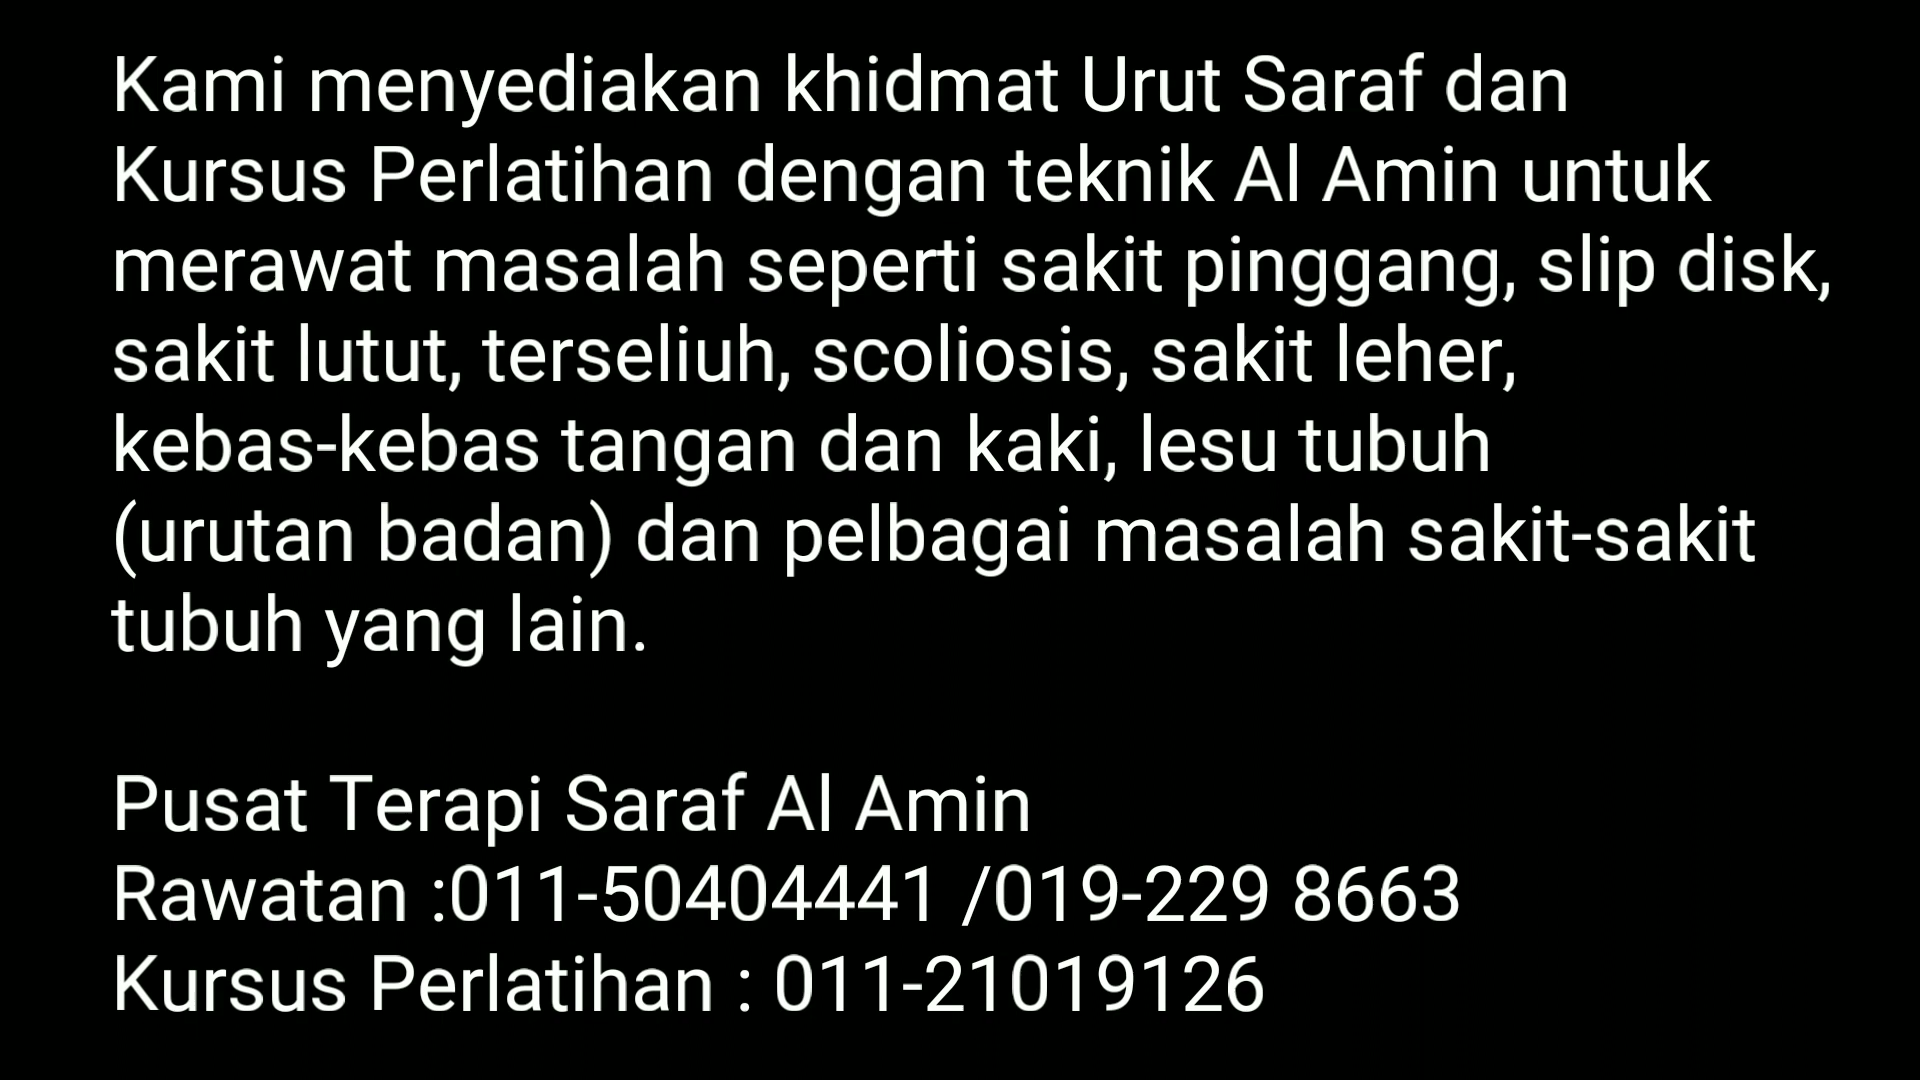 Kami menyediakan khidmat Urut Saraf dan
Kursus Perlatihan dengan teknik Al Amin untuk
merawat masalah seperti sakit pinggang, slip disk,
sakit lutut, terseliuh, scoliosis, sakit leher,
kebas-kebas tangan dan kaki, lesu tubuh
(urutan badan) dan pelbagai masalah sakit-sakit
tubuh yang lain.
Pusat Terapi Saraf Al Amin
Rawatan :011-50404441 /019-229 8663
Kursus Perlatihan : 011-21019126